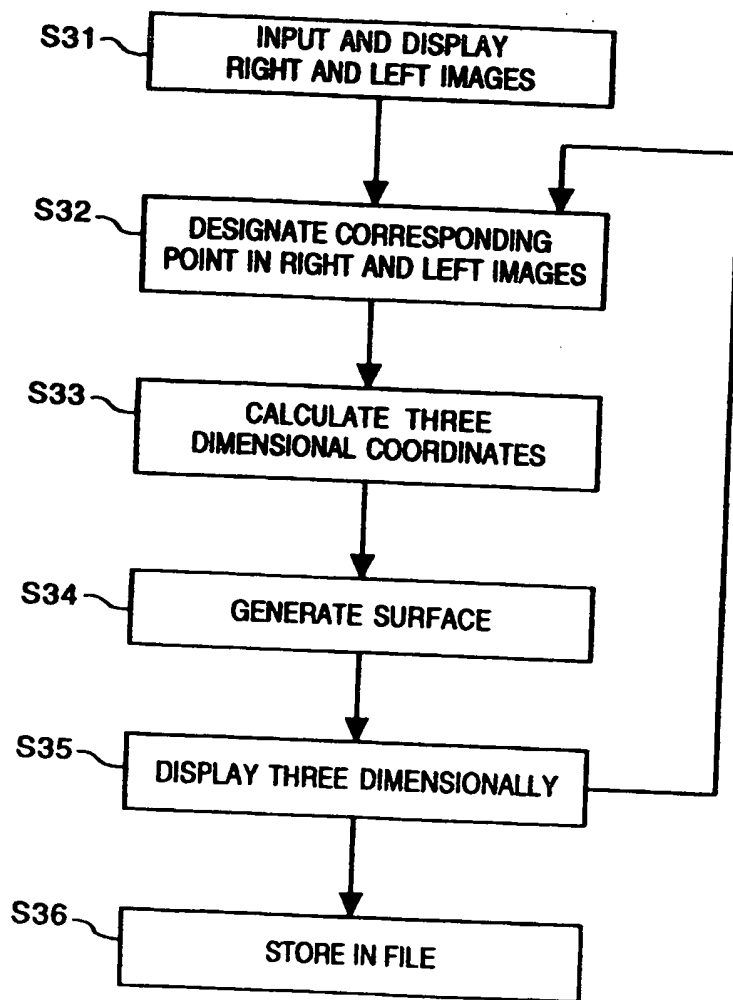 S31
INPUT AND DISPLAY
RIGHT AND LEFT IMAGES
S32
DESIGNATE CORRESPONDING
POINT IN RIGHT AND LEFT IMAGES
S33
CALCULATE THREE
DIMENSIONAL COORDINATES
S34
GENERATE SURFACE
S35
DISPLAY THREE DIMENSIONALLY
S36
STORE IN FILE